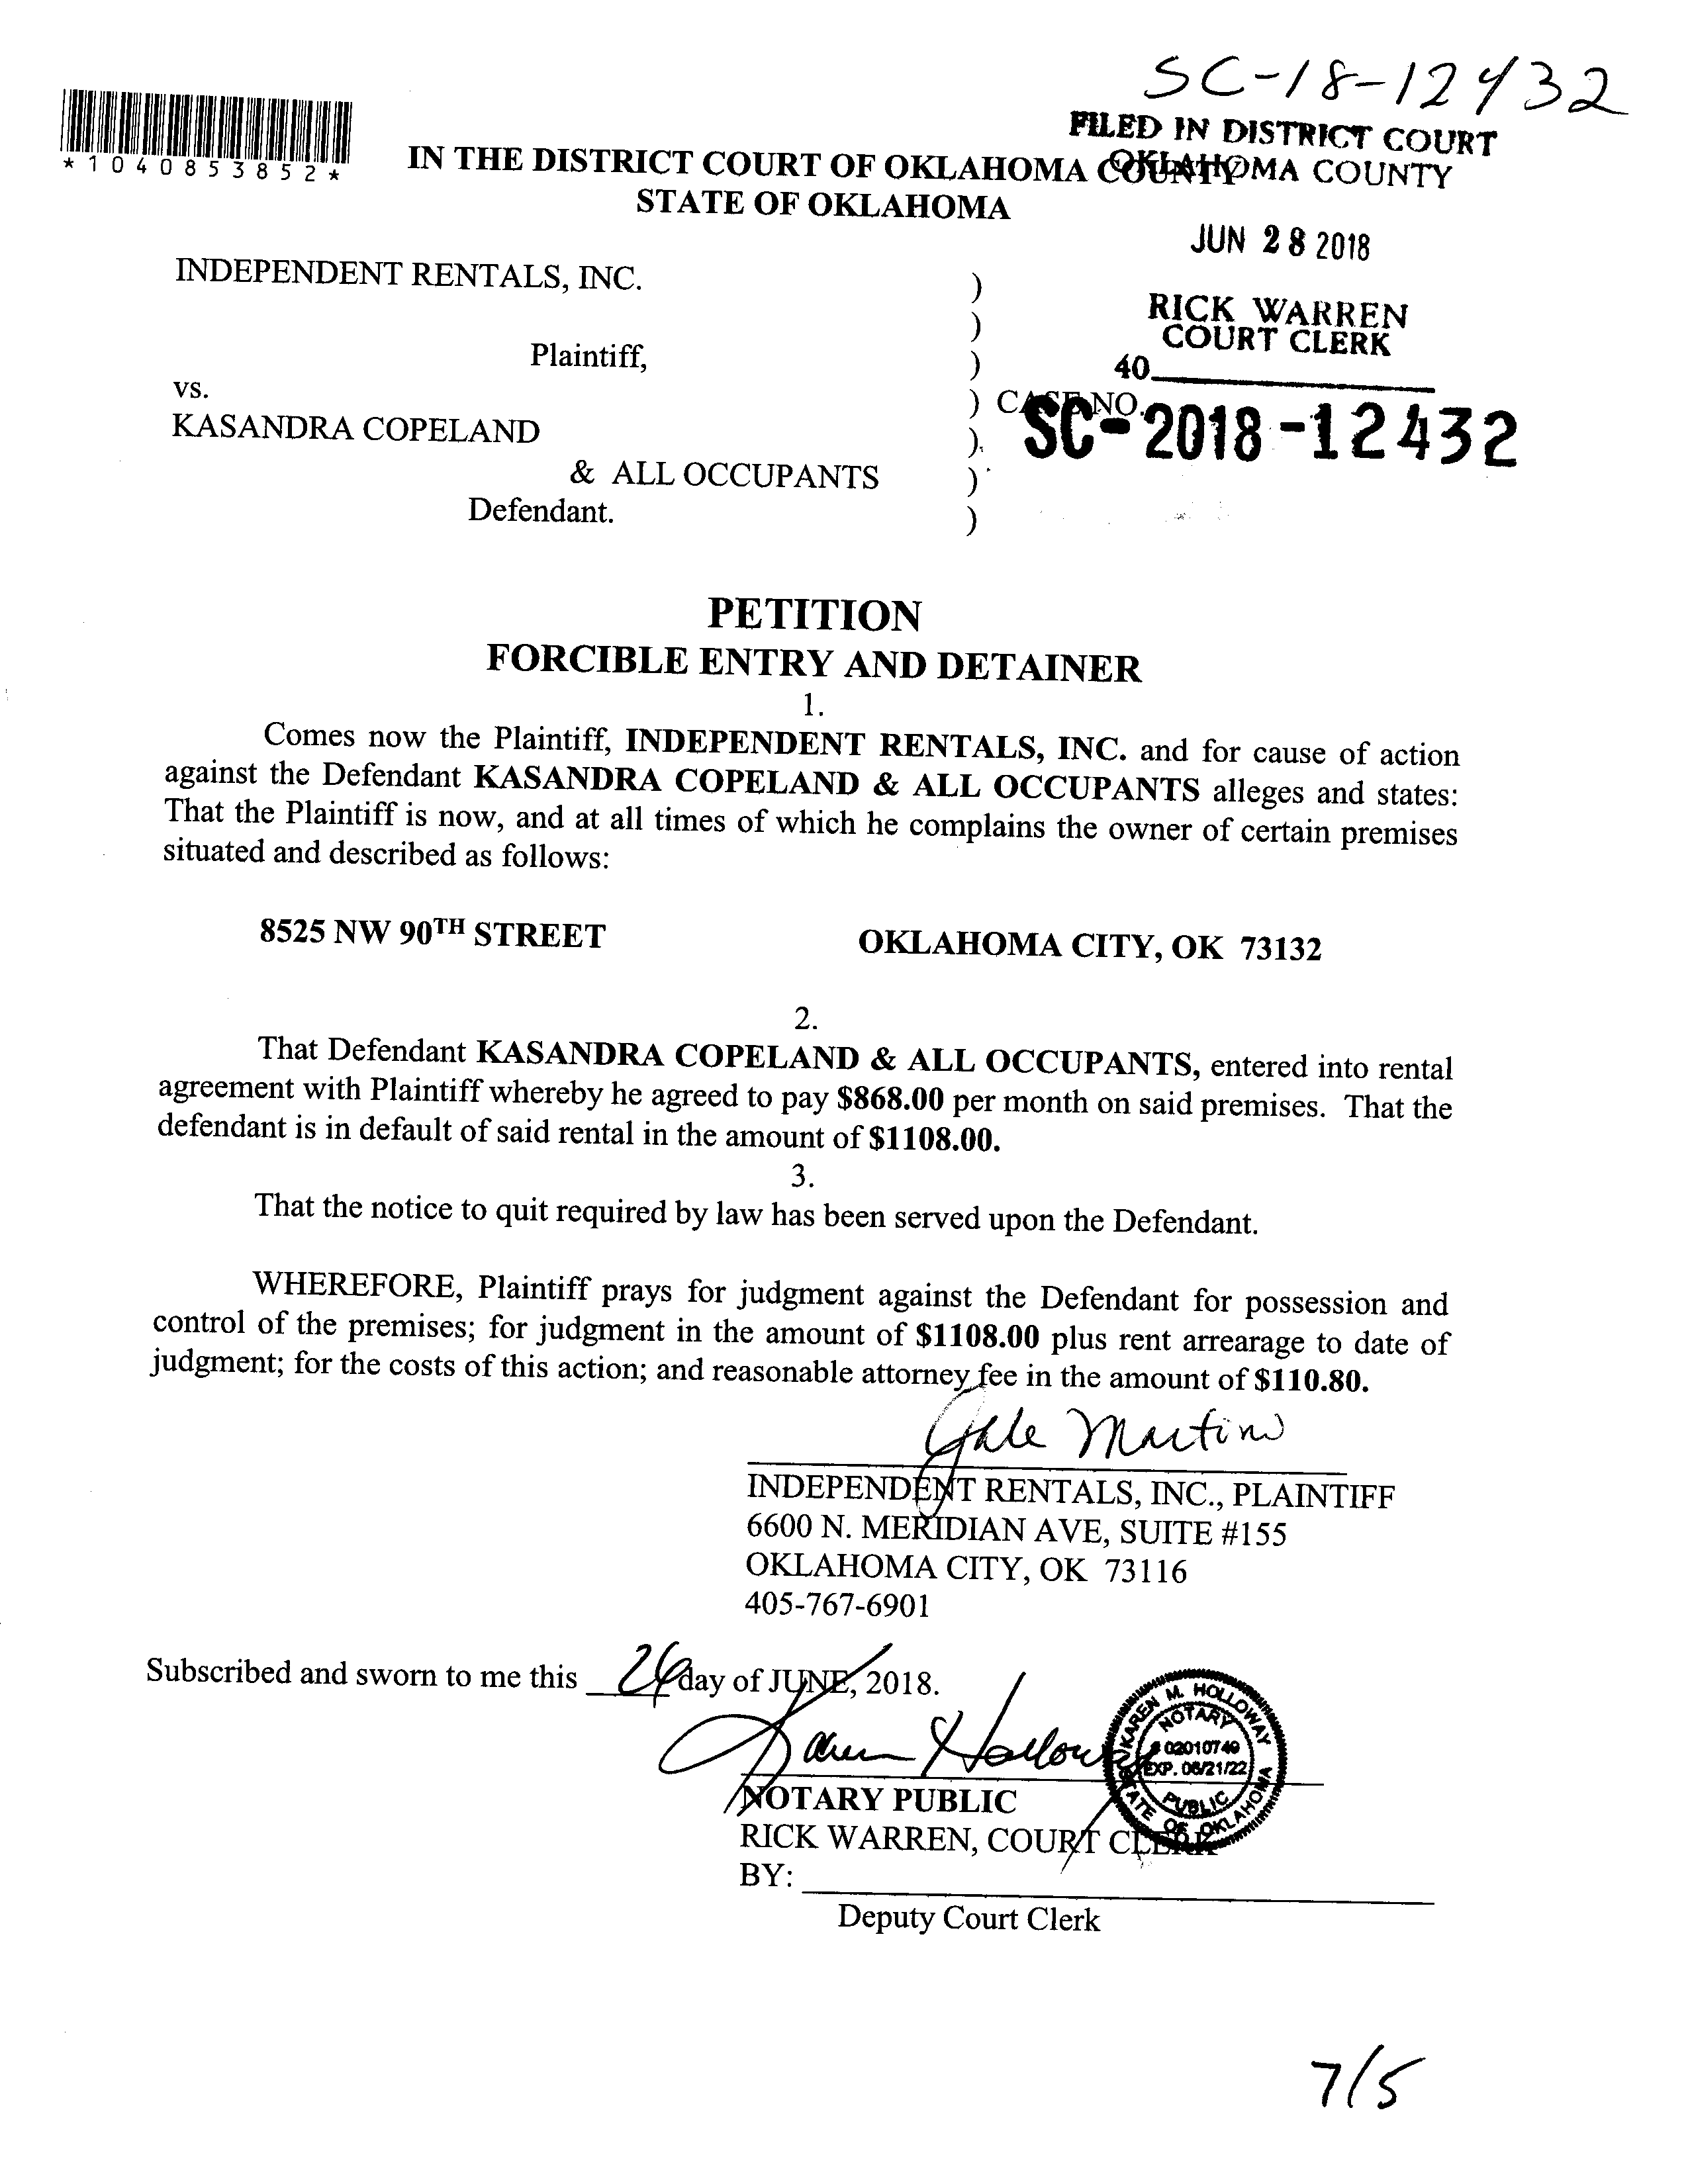 SC-18-12432
FILED IN DISTRICT COURT
OKLAHOMA COUNTY
*1040853852*
IN THE DISTRICT COURT OF OKLAHOMA COUNTY
STATE OF OKLAHOMA
JUN 28 2018
INDEPENDENT RENTALS, INC. )
)
RICK WARREN
COURT CLERK
Plaintiff, )
40
vs. ) CASE NO.
SC-2018-12432
KASANDRA COPELAND )
& ALL OCCUPANTS )
Defendant. )
PETITION
FORCIBLE ENTRY AND DETAINER
1.
Comes now the Plaintiff, INDEPENDENT RENTALS, INC. and for cause of action
against the Defendant KASANDRA COPELAND & ALL OCCUPANTS alleges and states:
That the Plaintiff is now, and at all times of which he complains the owner of certain premises
situated and described as follows:
8525 NW 90TH STREET OKLAHOMA CITY, OK 73132
2.
That Defendant KASANDRA COPELAND & ALL OCCUPANTS, entered into rental
agreement with Plaintiff whereby he agreed to pay $868.00 per month on said premises. That the
defendant is in default of said rental in the amount of $1108.00.
3.
That the notice to quit required by law has been served upon the Defendant.
WHEREFORE, Plaintiff prays for judgment against the Defendant for possession and
control of the premises; for judgment in the amount of $1108.00 plus rent arrearage to date of
judgment; for the costs of this action; and reasonable attorney fee in the amount of $110.80.
Gale Martin
INDEPENDENT RENTALS, INC., PLAINTIFF
6600 N. MERIDIAN AVE, SUITE #155
OKLAHOMA CITY, OK 73116
405-767-6901
Subscribed and sworn to me this day of JUNE, 2018.
Karen Holloway
KAREN M. HOLLOWAY
NOTARY
# 02010749
EXP. 06/21/22
PUBLIC
STATE OF OKLAHOMA
NOTARY PUBLIC
RICK WARREN, COURT CLERK
BY:
Deputy Court Clerk
7/5